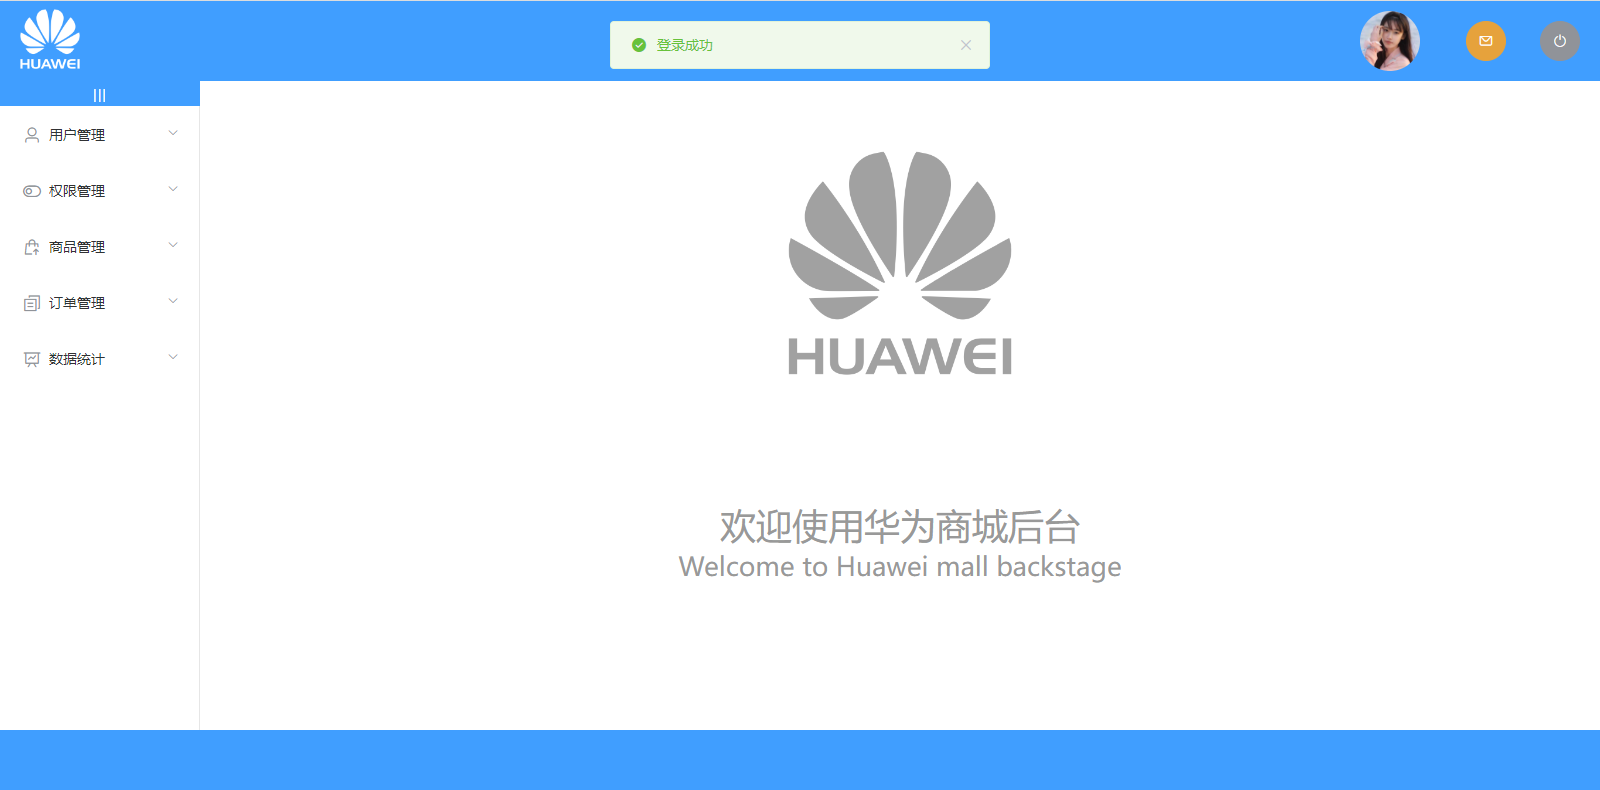 HUAWEI
登录成功
用户管理
权限管理
商品管理
订单管理
数据统计
HUAWEI
欢迎使用华为商城后台
Welcome to Huawei mall backstage